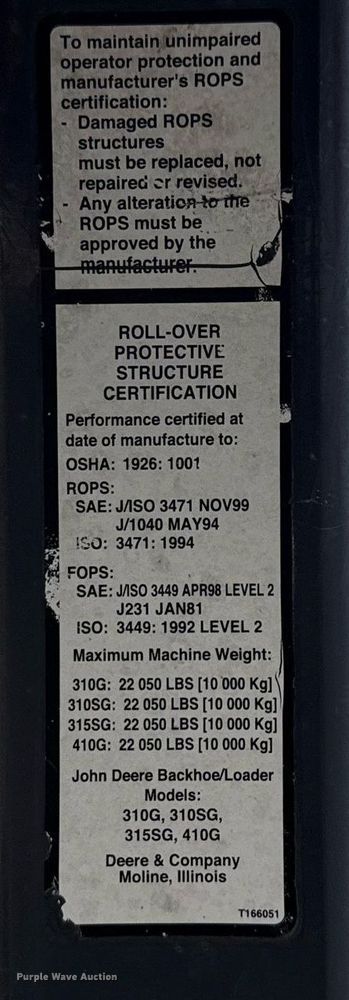 To maintain unimpaired
operator protection and
manufacturer's ROPS
certification:
- Damaged ROPS
structures
must be replaced, not
repaired or revised.
- Any alteration to the
ROPS must be
approved by the
manufacturer.
ROLL-OVER
PROTECTIVE
STRUCTURE
CERTIFICATION
Performance certified at
date of manufacture to:
OSHA: 1926: 1001
ROPS:
SAE: J/ISO 3471 NOV99
J/1040 MAY94
ISO: 3471: 1994
FOPS:
SAE: J/ISO 3449 APR98 LEVEL 2
J231 JAN81
ISO: 3449: 1992 LEVEL 2
Maximum Machine Weight:
310G: 22 050 LBS [10 000 Kg]
310SG: 22 050 LBS [10 000 Kg]
315SG: 22 050 LBS [10 000 Kg]
410G: 22 050 LBS [10 000 Kg]
John Deere Backhoe/Loader
Models:
310G, 310SG,
315SG, 410G
Deere & Company
Moline, Illinois
T166051
Purple Wave Auction